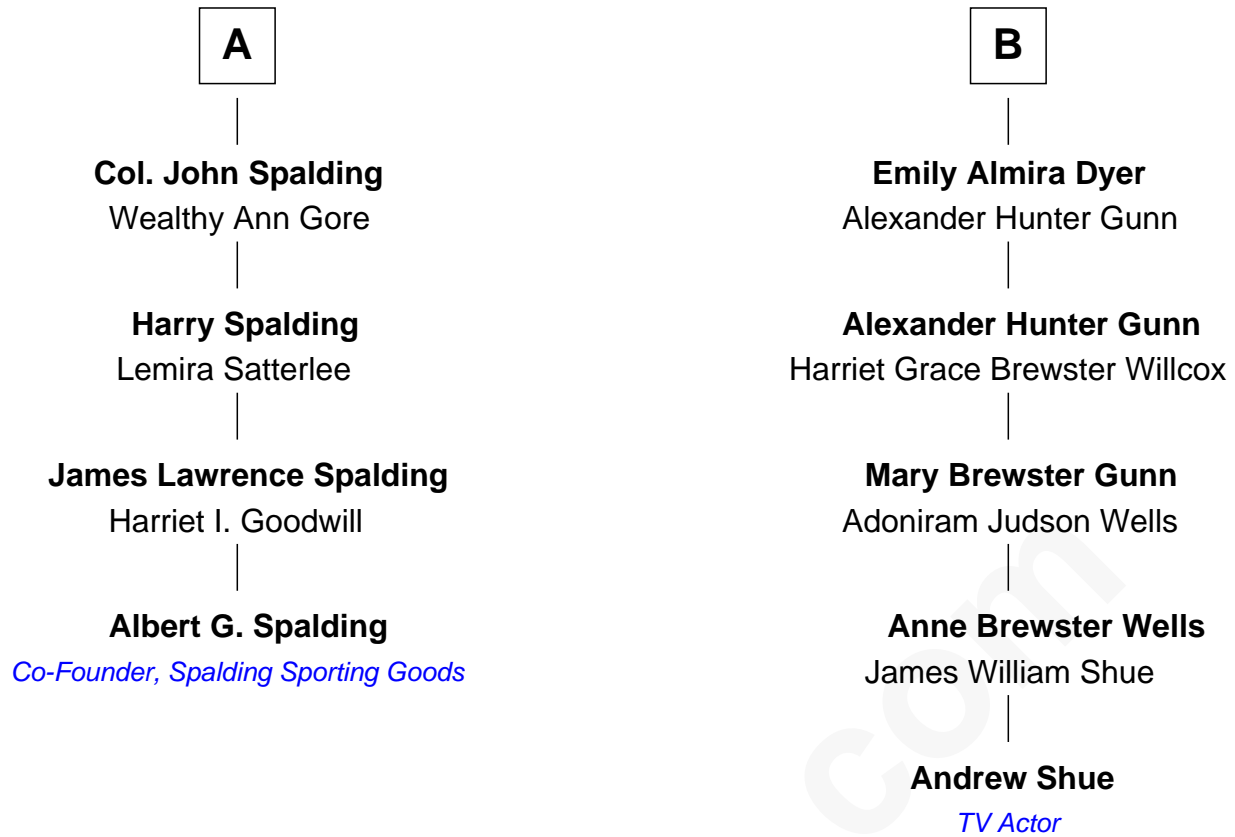 A
Col. John Spalding
Wealthy Ann Gore
Harry Spalding
Lemira Satterlee
James Lawrence Spalding
Harriet I. Goodwill
Albert G. Spalding
Co-Founder, Spalding Sporting Goods
B
Emily Almira Dyer
Alexander Hunter Gunn
Alexander Hunter Gunn
Harriet Grace Brewster Willcox
Mary Brewster Gunn
Adoniram Judson Wells
Anne Brewster Wells
James William Shue
Andrew Shue
TV Actor
com